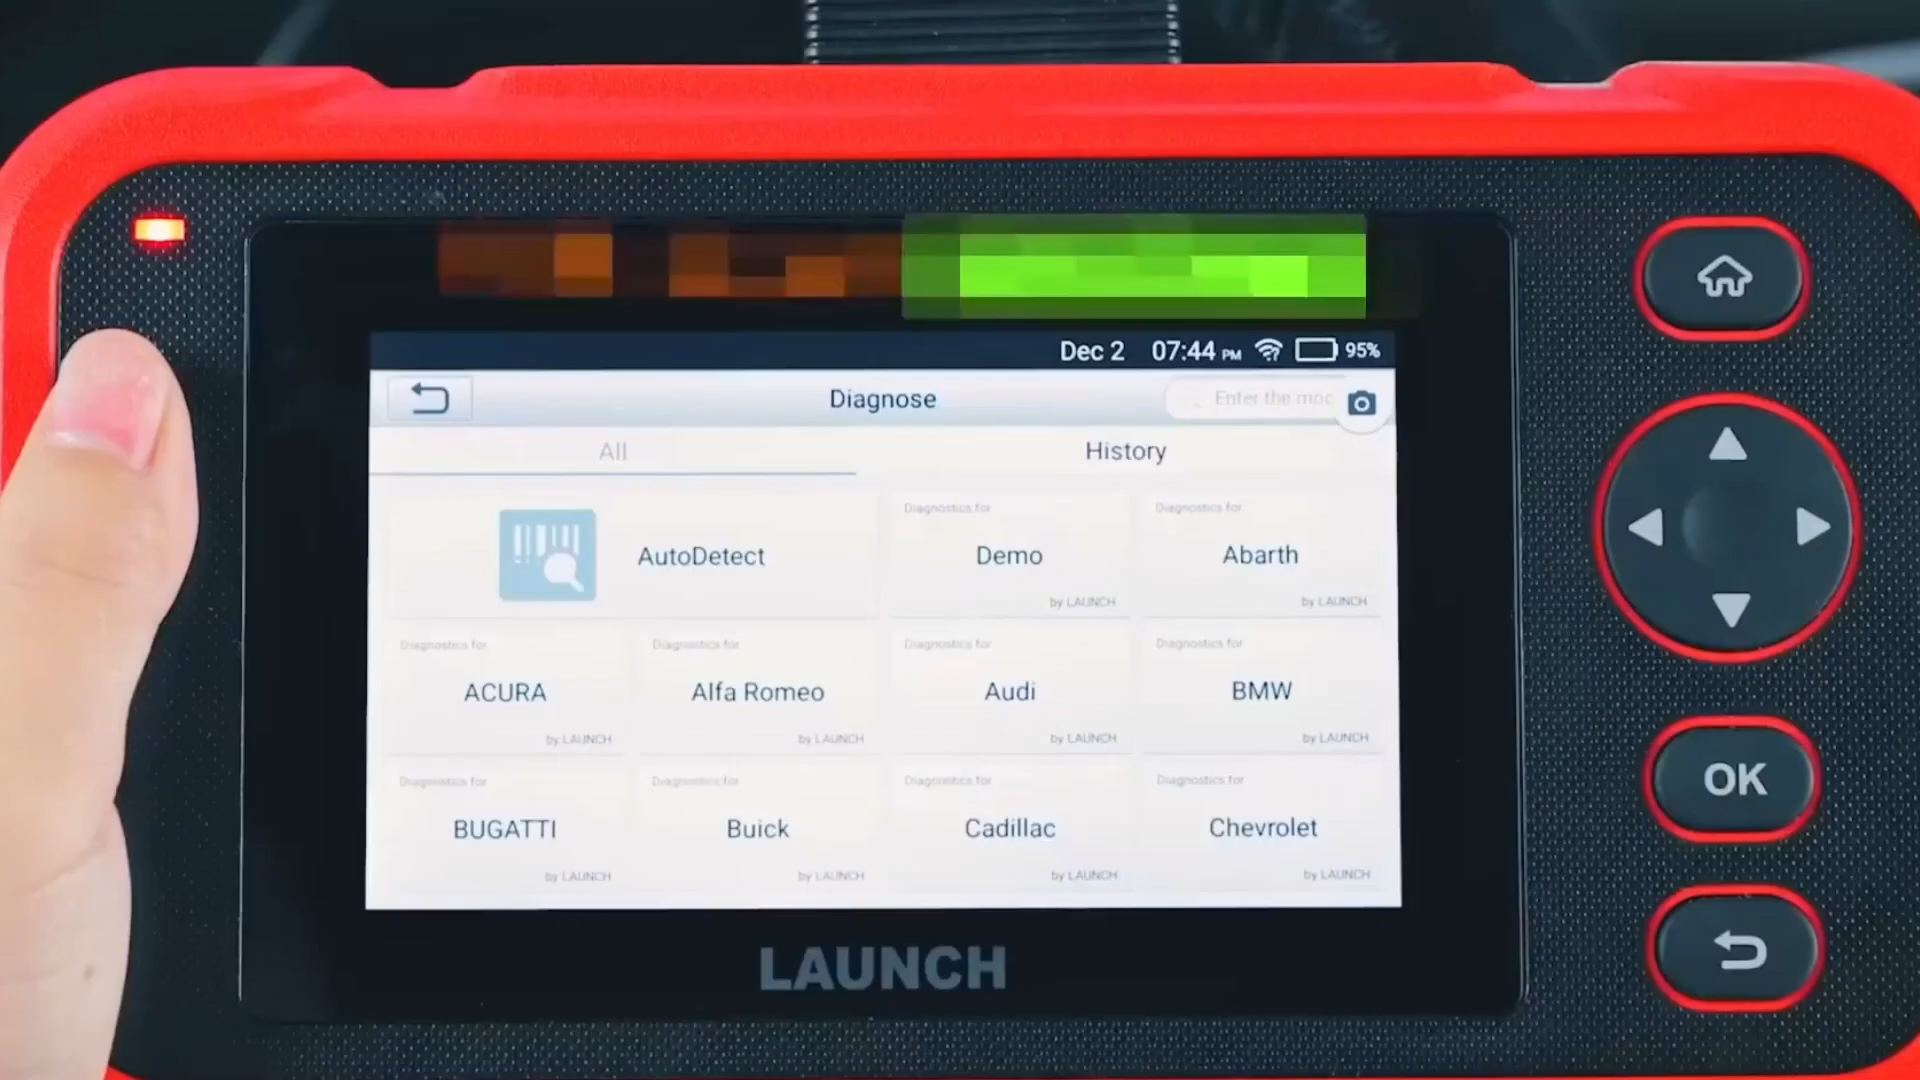 Dec 2 07:44 PM 95%
Diagnose
Enter the mod
All
History
AutoDetect
Diagnostics for
Demo
by LAUNCH
Diagnostics for
Abarth
by LAUNCH
Diagnostics for
ACURA
by LAUNCH
Diagnostics for
Alfa Romeo
by LAUNCH
Diagnostics for
Audi
by LAUNCH
Diagnostics for
BMW
by LAUNCH
Diagnostics for
BUGATTI
by LAUNCH
Diagnostics for
Buick
by LAUNCH
Diagnostics for
Cadillac
by LAUNCH
Diagnostics for
Chevrolet
by LAUNCH
OK
LAUNCH